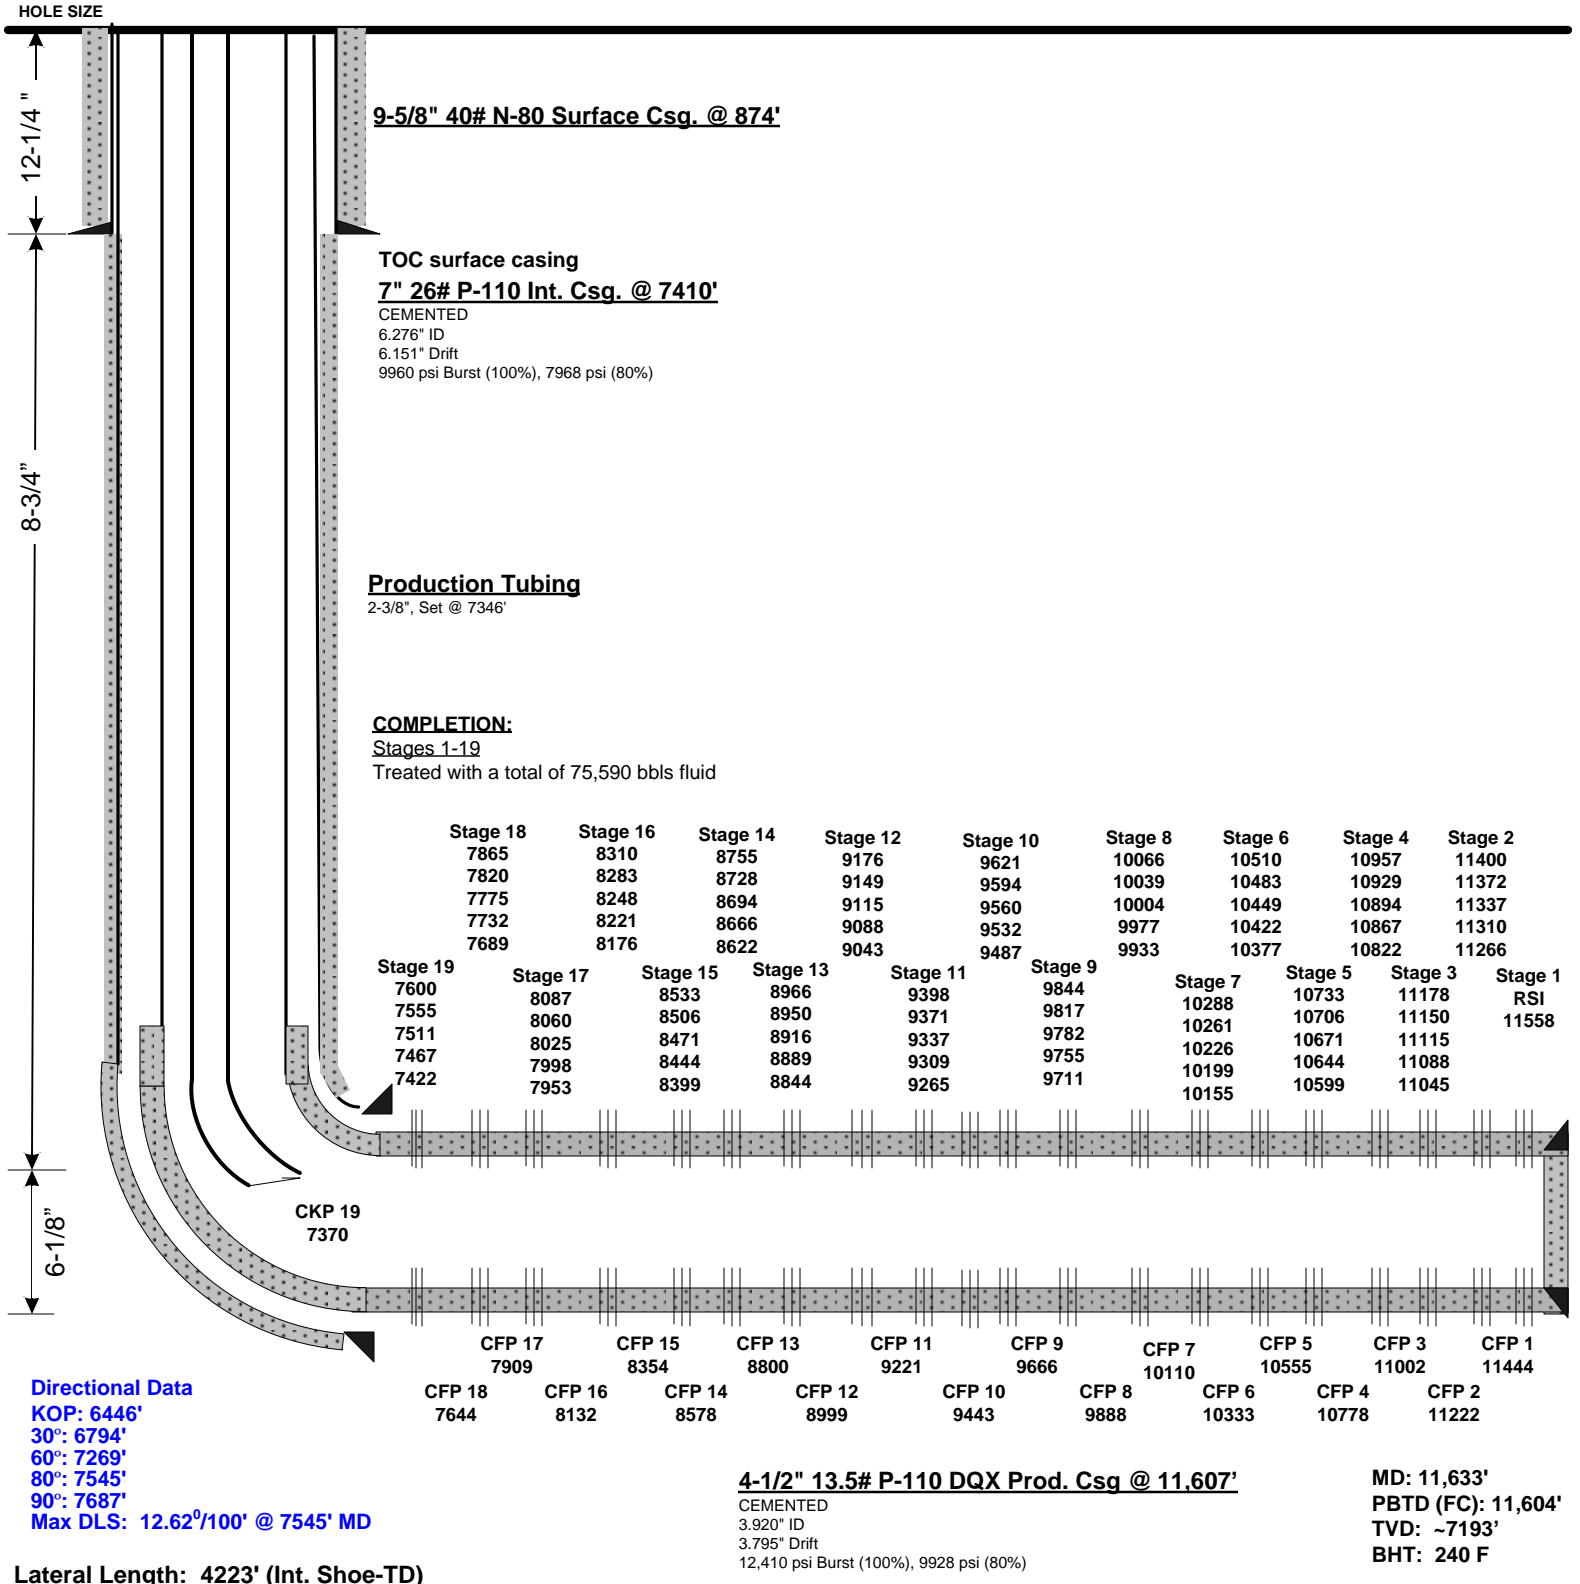 HOLE SIZE
12-1/4 "
9-5/8" 40# N-80 Surface Csg. @ 874'
TOC surface casing
7" 26# P-110 Int. Csg. @ 7410'
CEMENTED
6.276" ID
6.151" Drift
9960 psi Burst (100%), 7968 psi (80%)
8-3/4”
Production Tubing
2-3/8", Set @ 7346'
COMPLETION:
Stages 1-19
Treated with a total of 75,590 bbls fluid
Stage 18
7865
7820
7775
7732
7689
Stage 16
8310
8283
8248
8221
8176
Stage 14
8755
8728
8694
8666
8622
Stage 12
9176
9149
9115
9088
9043
Stage 10
9621
9594
9560
9532
9487
Stage 8
10066
10039
10004
9977
9933
Stage 6
10510
10483
10449
10422
10377
Stage 4
10957
10929
10894
10867
10822
Stage 2
11400
11372
11337
11310
11266
Stage 19
7600
7555
7511
7467
7422
Stage 17
8087
8060
8025
7998
7953
Stage 15
8533
8506
8471
8444
8399
Stage 13
8966
8950
8916
8889
8844
Stage 11
9398
9371
9337
9309
9265
Stage 9
9844
9817
9782
9755
9711
Stage 7
10288
10261
10226
10199
10155
Stage 5
10733
10706
10671
10644
10599
Stage 3
11178
11150
11115
11088
11045
Stage 1
RSI
11558
6-1/8”
CKP 19
7370
CFP 17
7909
CFP 15
8354
CFP 13
8800
CFP 11
9221
CFP 9
9666
CFP 7
10110
CFP 5
10555
CFP 3
11002
CFP 1
11444
CFP 18
7644
CFP 16
8132
CFP 14
8578
CFP 12
8999
CFP 10
9443
CFP 8
9888
CFP 6
10333
CFP 4
10778
CFP 2
11222
Directional Data
KOP: 6446'
30°: 6794'
60°: 7269'
80°: 7545'
90°: 7687'
Max DLS: 12.62⁰/100' @ 7545' MD
Lateral Length: 4223' (Int. Shoe-TD)
4-1/2" 13.5# P-110 DQX Prod. Csg @ 11,607’
CEMENTED
3.920" ID
3.795" Drift
12,410 psi Burst (100%), 9928 psi (80%)
MD: 11,633'
PBTD (FC): 11,604'
TVD: ~7193’
BHT: 240 F